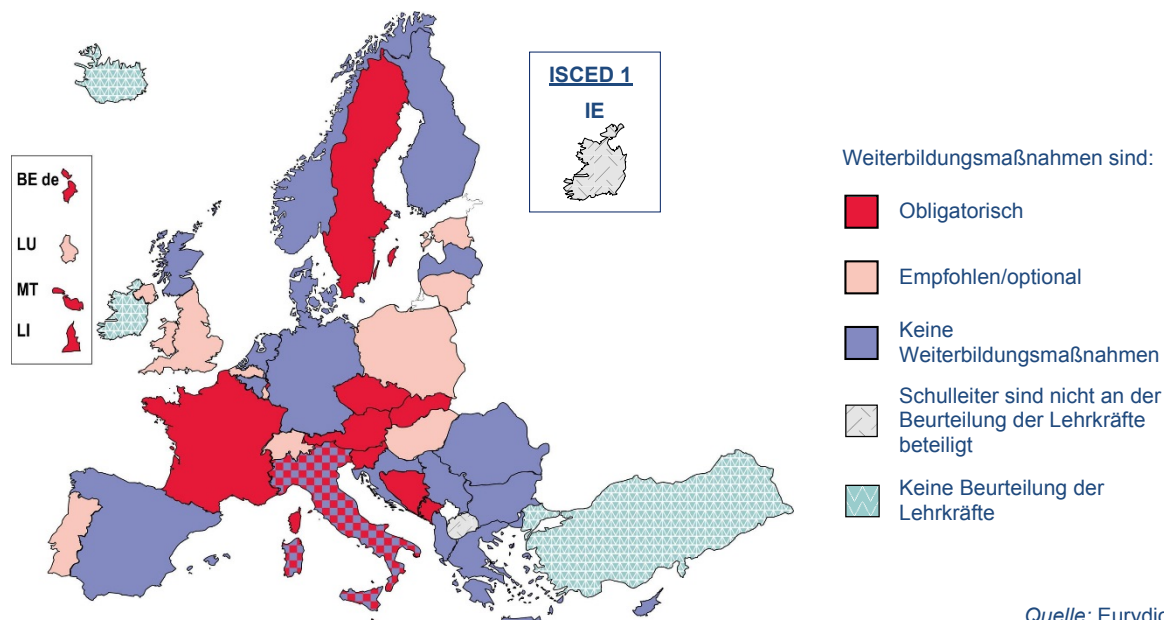 ISCED 1
IE
BE de
LU
MT
LI
Weiterbildungsmaßnahmen sind:
Obligatorisch
Empfohlen/optional
Keine
Weiterbildungsmaßnahmen
Schulleiter sind nicht an der
Beurteilung der Lehrkräfte
beteiligt
Keine Beurteilung der
Lehrkräfte
Quelle: